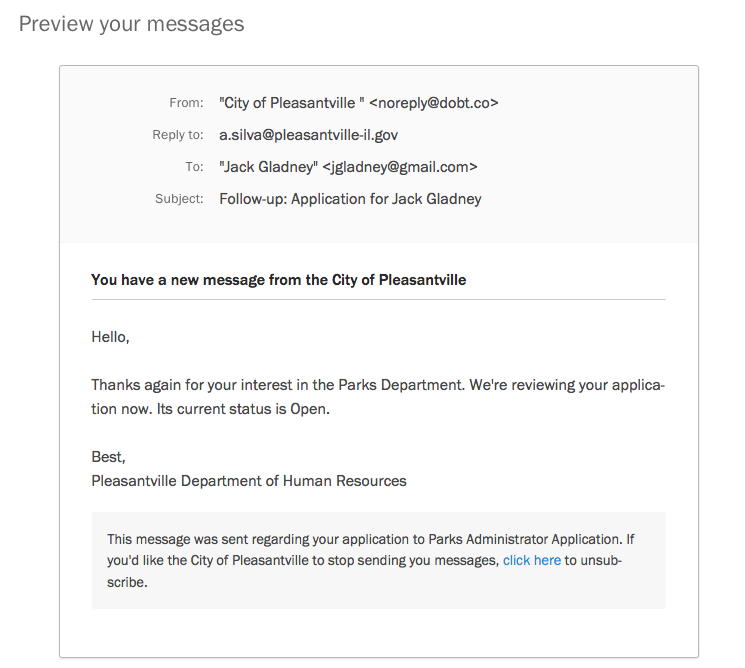 Preview your messages
From: "City of Pleasantville " <noreply@dobt.co>
Reply to: a.silva@pleasantville-il.gov
To: "Jack Gladney" <jgladney@gmail.com>
Subject: Follow-up: Application for Jack Gladney
You have a new message from the City of Pleasantville
Hello,
Thanks again for your interest in the Parks Department. We're reviewing your applica-
tion now. Its current status is Open.
Best,
Pleasantville Department of Human Resources
This message was sent regarding your application to Parks Administrator Application. If
you'd like the City of Pleasantville to stop sending you messages, click here to unsub-
scribe.